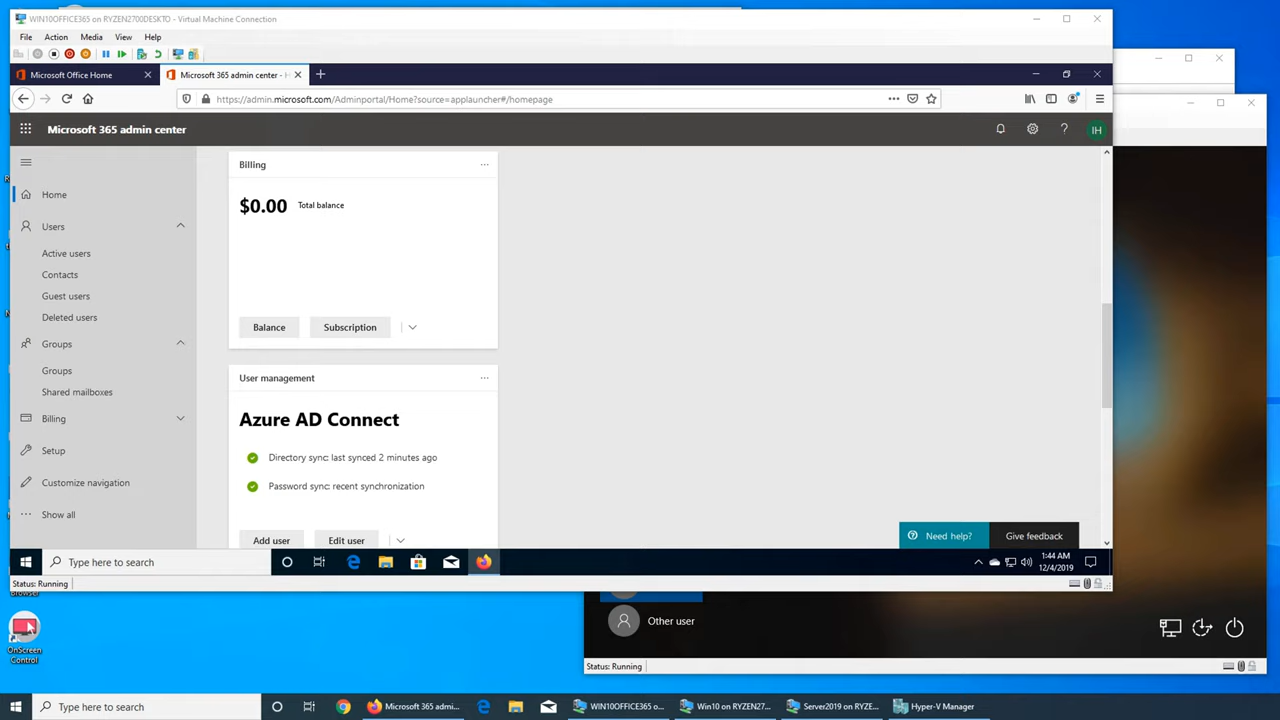 WIN10OFFICE365 on RYZEN2700DESKTO - Virtual Machine Connection
File Action Media View Help
Microsoft Office Home
Microsoft 365 admin center - H
https://admin.microsoft.com/Adminportal/Home?source=applauncher#/homepage
Microsoft 365 admin center
IH
Home
Users
Active users
Contacts
Guest users
Deleted users
Groups
Groups
Shared mailboxes
Billing
Setup
Customize navigation
Show all
Billing
$0.00 Total balance
Balance Subscription
User management
Azure AD Connect
Directory sync: last synced 2 minutes ago
Password sync: recent synchronization
Add user Edit user
Need help? Give feedback
Type here to search
1:44 AM
12/4/2019
Status: Running
Browser
OnScreen
Control
Other user
Status: Running
Type here to search
Microsoft 365 admi...
WIN10OFFICE365 o...
Win10 on RYZEN27...
Server2019 on RYZE...
Hyper-V Manager